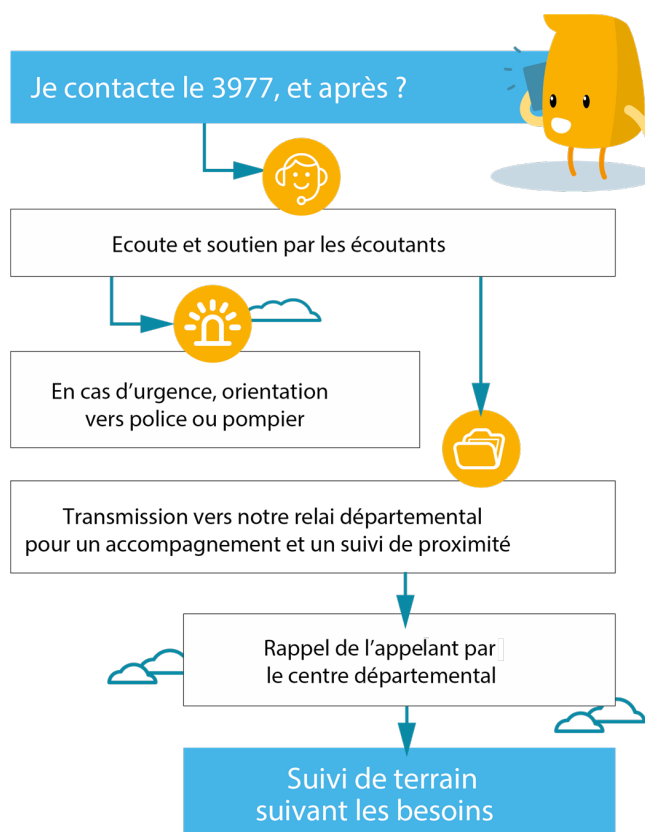 Je contacte le 3977, et après ?
Ecoute et soutien par les écoutants
En cas d'urgence, orientation
vers police ou pompier
Transmission vers notre relai départemental
pour un accompagnement et un suivi de proximité
Rappel de l'appelant par
le centre départemental
Suivi de terrain
suivant les besoins